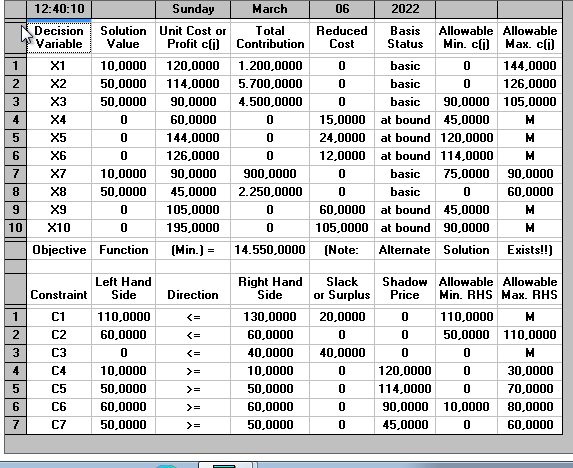 12:40:10 Sunday March 06 2022
Decision Solution Unit Cost or Total Reduced Basis Allowable Allowable
Variable Value Profit c(j) Contribution Cost Status Min. c(j) Max. c(j)
1 X1 10,0000 120,0000 1.200,0000 0 basic 0 144,0000
2 X2 50,0000 114,0000 5.700,0000 0 basic 0 126,0000
3 X3 50,0000 90,0000 4.500,0000 0 basic 90,0000 105,0000
4 X4 0 60,0000 0 15,0000 at bound 45,0000 M
5 X5 0 144,0000 0 24,0000 at bound 120,0000 M
6 X6 0 126,0000 0 12,0000 at bound 114,0000 M
7 X7 10,0000 90,0000 900,0000 0 basic 75,0000 90,0000
8 X8 50,0000 45,0000 2.250,0000 0 basic 0 60,0000
9 X9 0 105,0000 0 60,0000 at bound 45,0000 M
10 X10 0 195,0000 0 105,0000 at bound 90,0000 M
Objective Function (Min.) = 14.550,0000 (Note: Alternate Solution Exists!!)
Left Hand Right Hand Slack Shadow Allowable Allowable
Constraint Side Direction Side or Surplus Price Min. RHS Max. RHS
1 C1 110,0000 <= 130,0000 20,0000 0 110,0000 M
2 C2 60,0000 <= 60,0000 0 0 50,0000 110,0000
3 C3 0 <= 40,0000 40,0000 0 0 M
4 C4 10,0000 >= 10,0000 0 120,0000 0 30,0000
5 C5 50,0000 >= 50,0000 0 114,0000 0 70,0000
6 C6 60,0000 >= 60,0000 0 90,0000 10,0000 80,0000
7 C7 50,0000 >= 50,0000 0 45,0000 0 60,0000